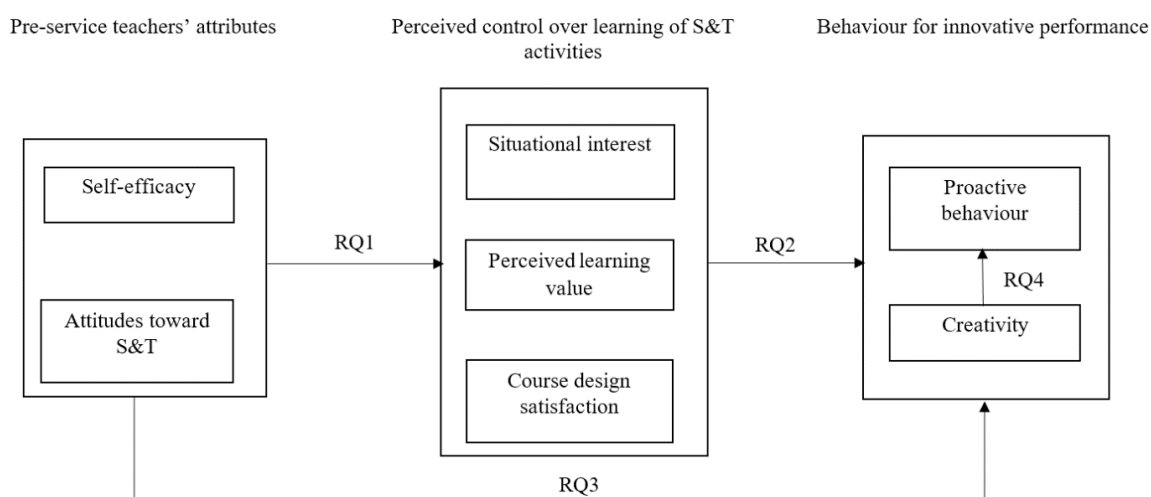 Pre-service teachers’ attributes
Perceived control over learning of S&T
activities
Behaviour for innovative performance
Self-efficacy
Attitudes toward
S&T
RQ1
Situational interest
Perceived learning
value
Course design
satisfaction
RQ2
Proactive
behaviour
RQ4
Creativity
RQ3